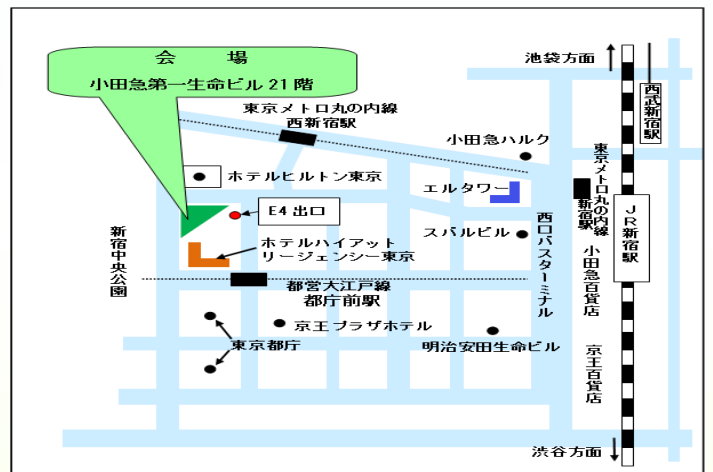 会 場
小田急第一生命ビル 21 階
池袋方面
西武新宿駅
東京メトロ丸の内線
西新宿駅
小田急ハルク
ホテルヒルトン東京
エルタワー
東京メトロ丸の内線
新宿駅
JR新宿駅
E4 出口
新宿中央公園
ホテルハイアット
リージェンシー東京
スバルビル
西口バスターミナル
小田急百貨店
都営大江戸線
都庁前駅
京王プラザホテル
東京都庁
明治安田生命ビル
京王百貨店
渋谷方面